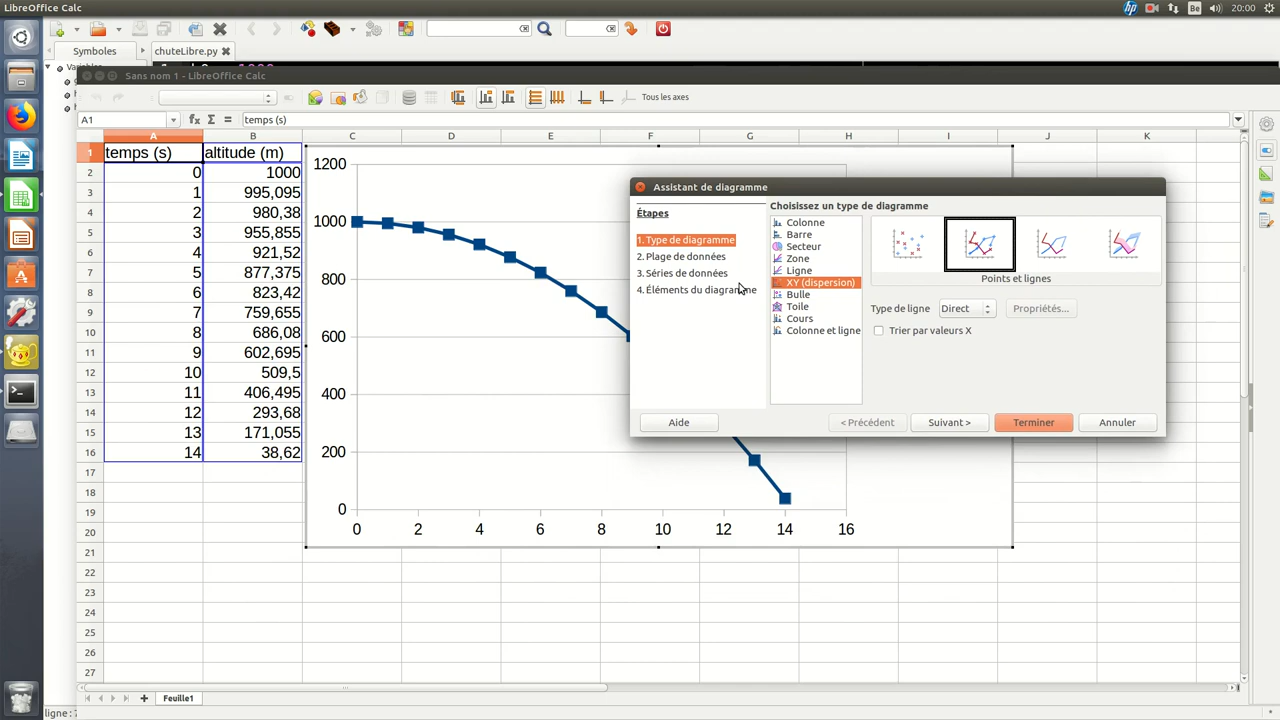 LibreOffice Calc
Be
20:00
Symboles
chuteLibre.py
Variables
Sans nom 1 - LibreOffice Calc
Tous les axes
A1
temps (s)
A B C D E F G H I J K
1 temps (s) altitude (m)
2 0 1000
3 1 995,095
4 2 980,38
5 3 955,855
6 4 921,52
7 5 877,375
8 6 823,42
9 7 759,655
10 8 686,08
11 9 602,695
12 10 509,5
13 11 406,495
14 12 293,68
15 13 171,055
16 14 38,62
17
18
19
20
21
22
23
24
25
26
27
1200
1000
800
600
400
200
0
0 2 4 6 8 10 12 14 16
Assistant de diagramme
Étapes
1. Type de diagramme
2. Plage de données
3. Séries de données
4. Éléments du diagramme
Choisissez un type de diagramme
Colonne
Barre
Secteur
Zone
Ligne
XY (dispersion)
Bulle
Toile
Cours
Colonne et ligne
Points et lignes
Type de ligne Direct Propriétés...
Trier par valeurs X
Aide < Précédent Suivant > Terminer Annuler
Feuille1